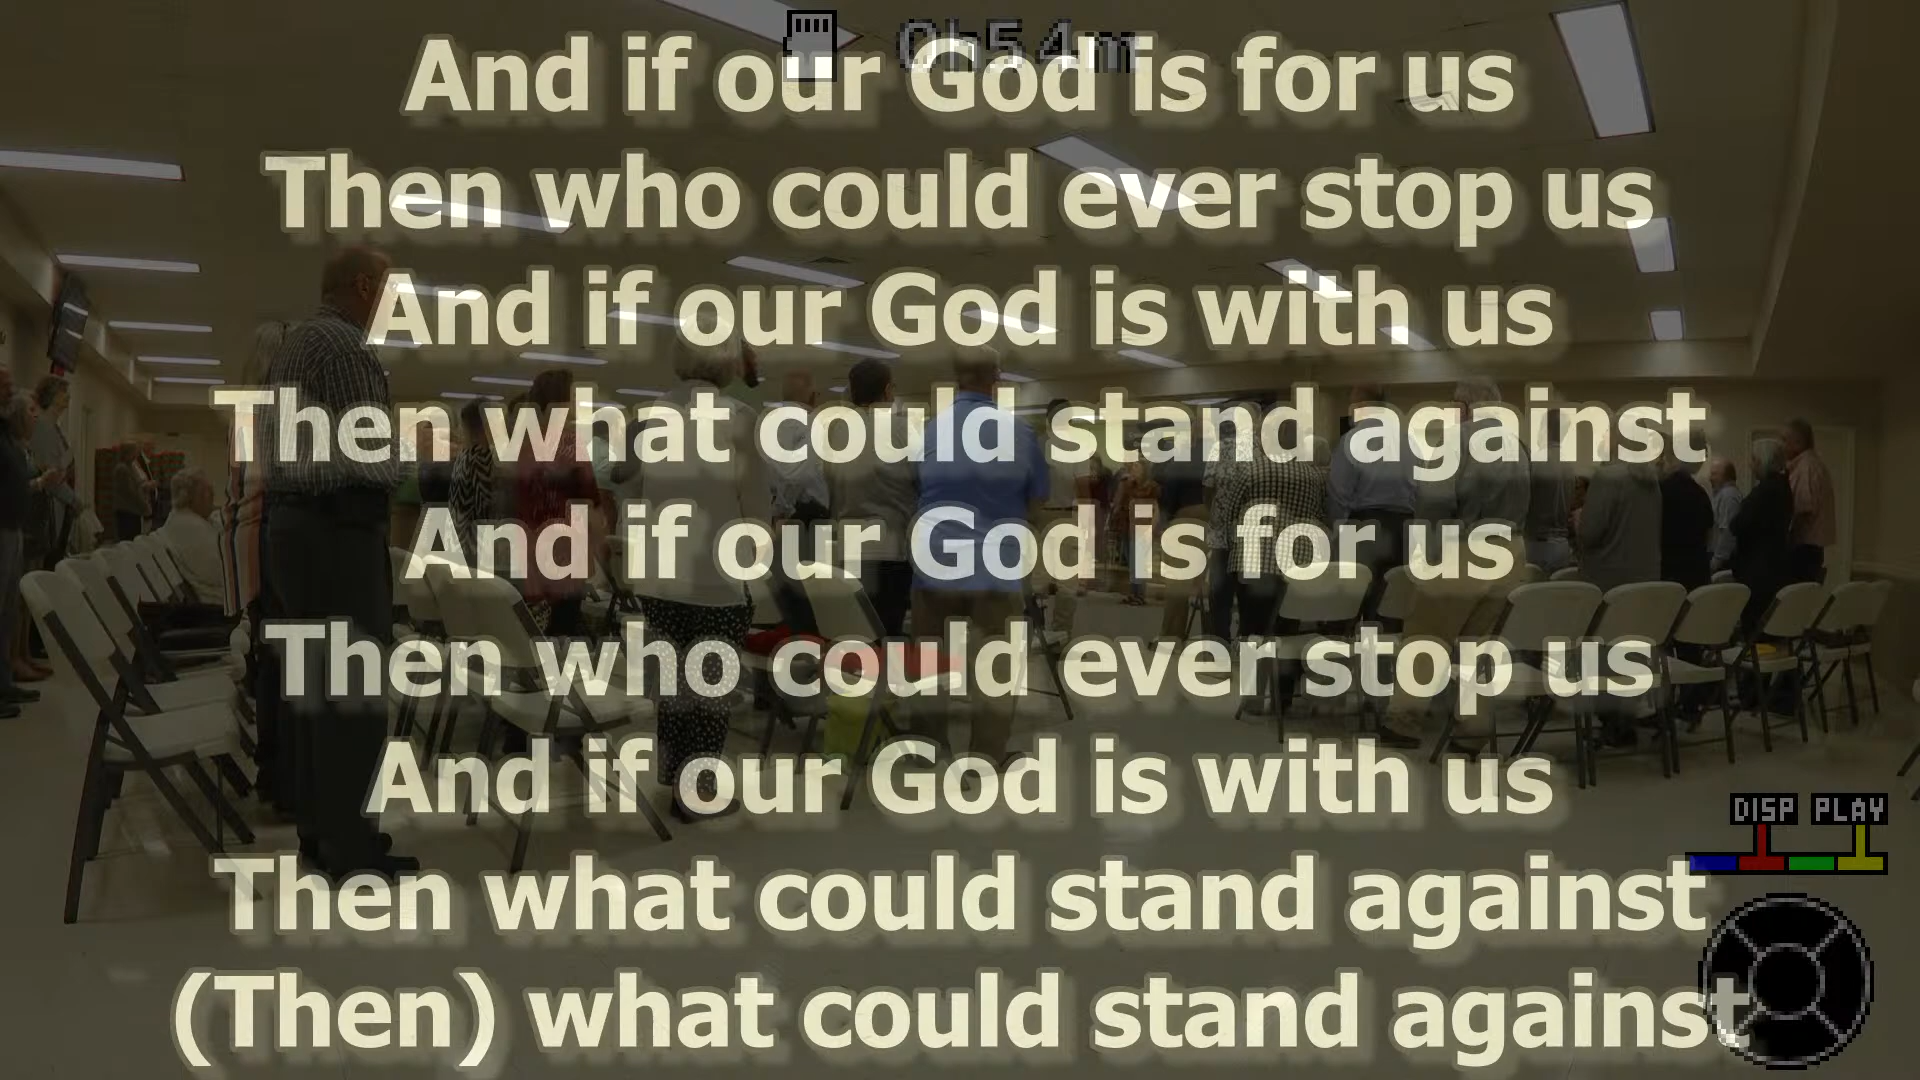 0h54m
And if our God is for us
Then who could ever stop us
And if our God is with us
Then what could stand against
And if our God is for us
Then who could ever stop us
And if our God is with us
Then what could stand against
DISP PLAY
(Then) what could stand against